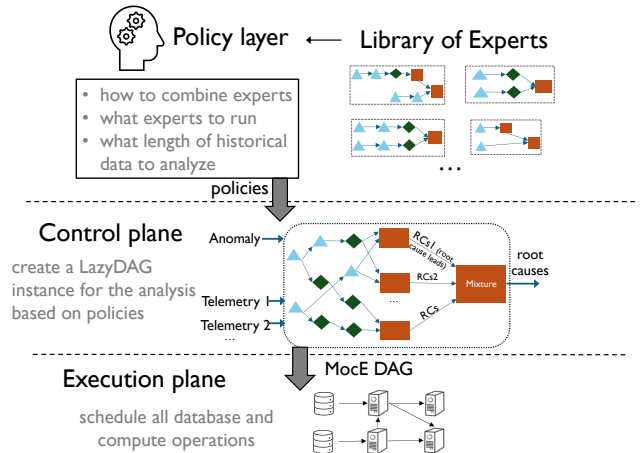 Policy layer
Library of Experts
• how to combine experts
• what experts to run
• what length of historical
data to analyze
...
policies
Control plane
create a LazyDAG
instance for the analysis
based on policies
Anomaly
Telemetry 1
Telemetry 2
...
RCs1 (root
cause leads)
RCs2
...
RCs
Mixture
root
causes
Execution plane
MocE DAG
schedule all database and
compute operations